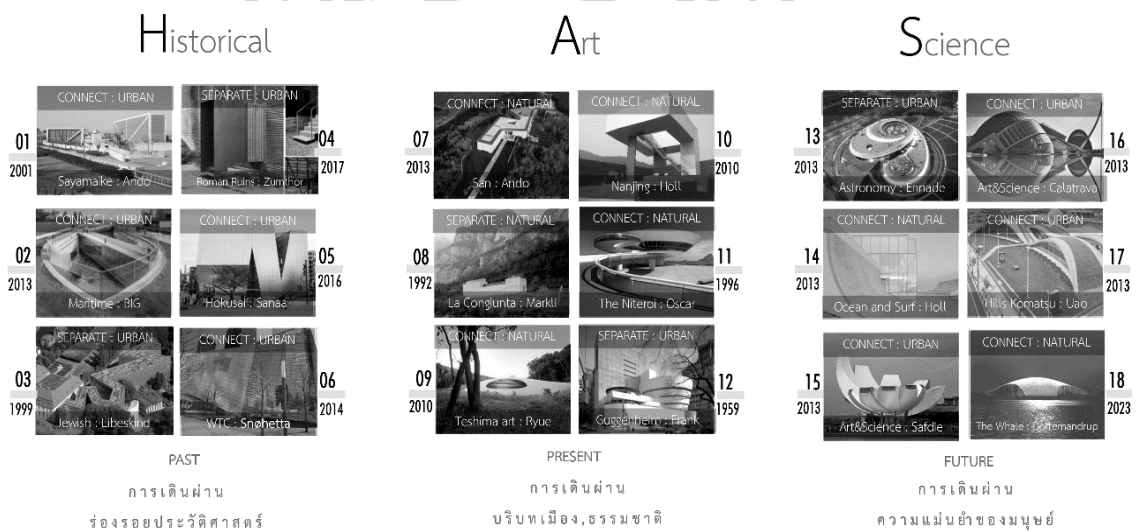 Historical
CONNECT : URBAN
01
2001
Sayamaike : Ando
SEPARATE : URBAN
04
2017
Roman Ruins : Zumthor
CONNECT : URBAN
02
2013
Maritime : BIG
CONNECT : URBAN
05
2016
Hokusai : Sanaa
SEPARATE : URBAN
03
1999
Jewish : Libeskind
CONNECT : URBAN
06
2014
WTC : Snøhetta
PAST
การเดินผ่าน
ร่องรอยประวัติศาสตร์
Art
CONNECT : NATURAL
07
2013
San : Ando
CONNECT : NATURAL
10
2010
Nanjing : Holl
SEPARATE : NATURAL
08
1992
La Congiunta : Markli
CONNECT : NATURAL
11
1996
The Niteroi : Oscar
CONNECT : NATURAL
09
2010
Teshima art : Ryue
SEPARATE : URBAN
12
1959
Guggenheim : Frank
PRESENT
การเดินผ่าน
บริบทเมือง,ธรรมชาติ
Science
SEPARATE : URBAN
13
2013
Astronomy : Ennade
CONNECT : URBAN
16
2013
Art&Science : Calatrava
CONNECT : NATURAL
14
2013
Ocean and Surf : Holl
CONNECT : URBAN
17
2013
Hills Komatsu : Uao
CONNECT : URBAN
15
2013
Art&Science : Safdie
CONNECT : NATURAL
18
2023
The Whale : Dorte
FUTURE
การเดินผ่าน
ความแม่นยำของมนุษย์